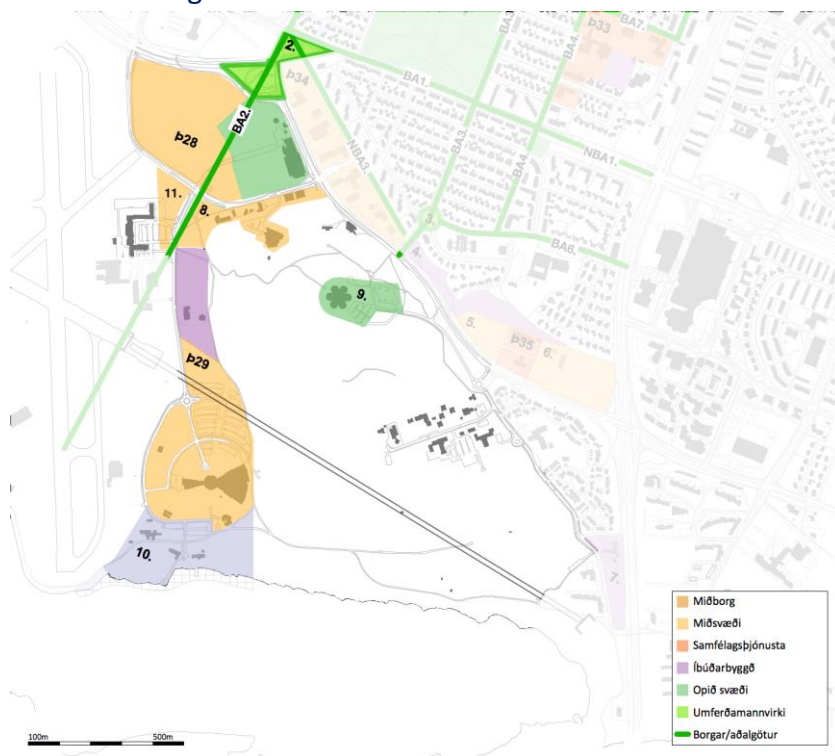 2.
BA7.
Þ33
BA4.
BA1.
Þ34
BA2.
Þ28
BA3.
NBA3.
BA4.
NBA1.
11.
8.
3.
4.
BA6.
9.
5.
Þ35
6.
Þ29
10.
7.
Miðborg
Miðsvæði
Samfélagsþjónusta
Íbúðarbyggð
Opið svæði
Umferðamannvirki
Borgar/aðalgötur
100m
500m